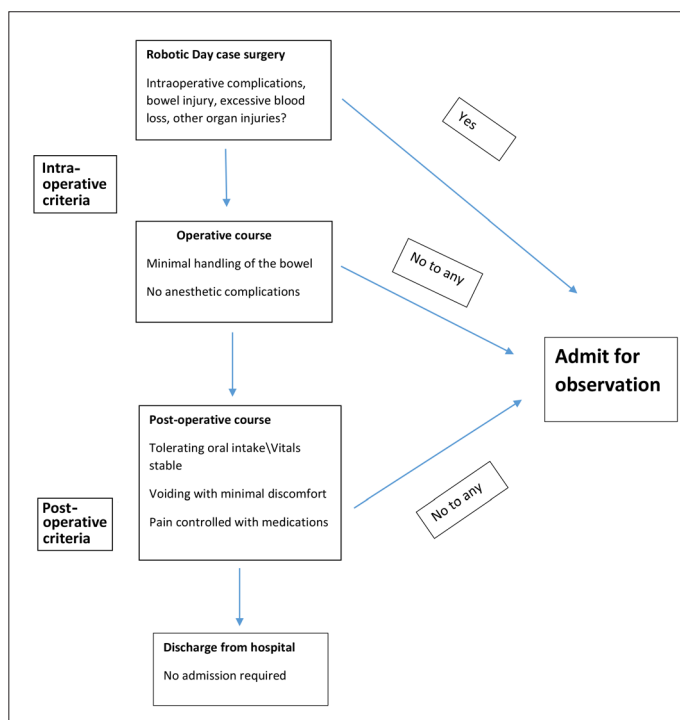 Robotic Day case surgery
Intraoperative complications,
bowel injury, excessive blood
loss, other organ injuries?
Yes
Intra-
operative
criteria
Operative course
Minimal handling of the bowel
No anesthetic complications
No to any
Admit for
observation
Post-operative course
Tolerating oral intake\Vitals
stable
Voiding with minimal discomfort
Pain controlled with medications
No to any
Post-
operative
criteria
Discharge from hospital
No admission required